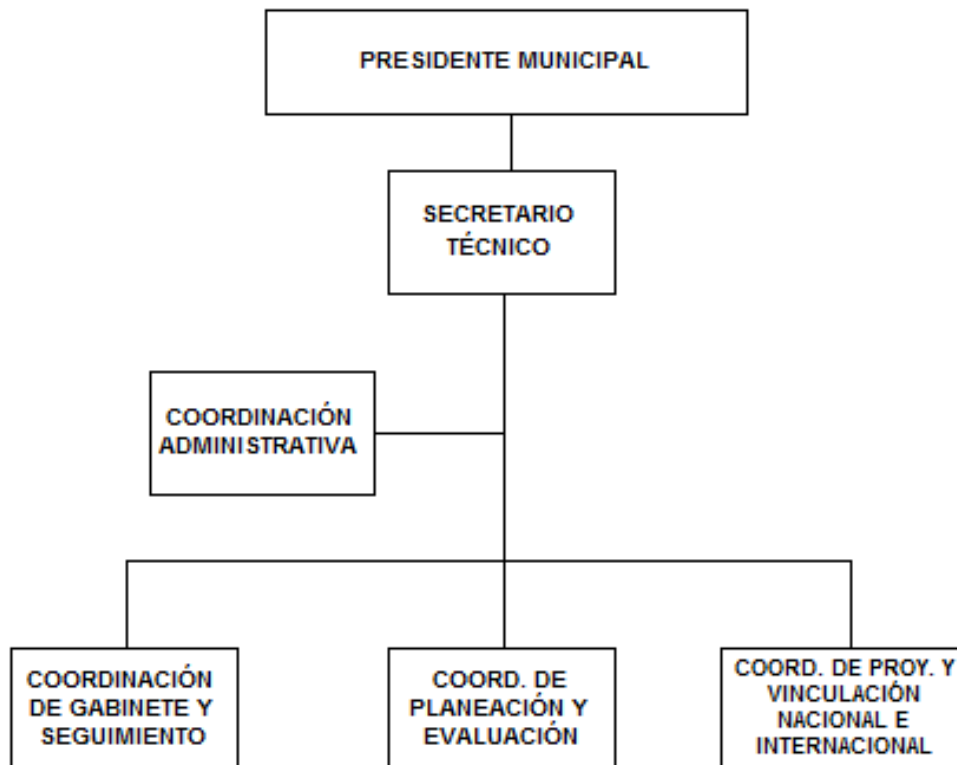 PRESIDENTE MUNICIPAL
SECRETARIO
TÉCNICO
COORDINACIÓN
ADMINISTRATIVA
COORDINACIÓN
DE GABINETE Y
SEGUIMIENTO
COORD. DE
PLANEACIÓN Y
EVALUACIÓN
COORD. DE PROY. Y
VINCULACIÓN
NACIONAL E
INTERNACIONAL